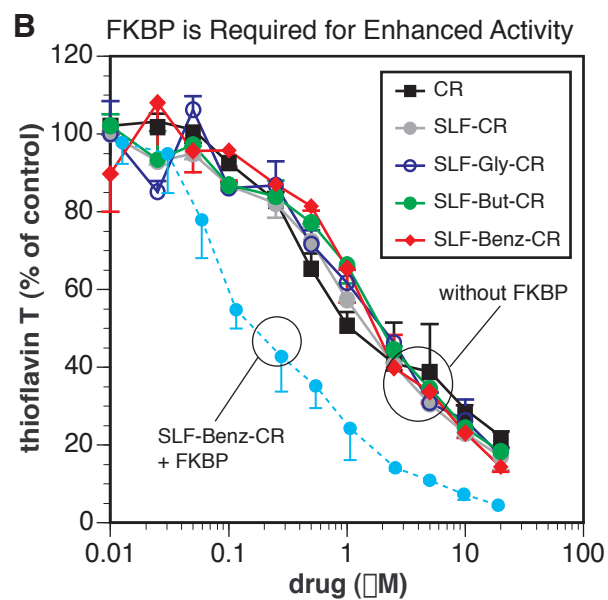 B FKBP is Required for Enhanced Activity
120
100
80
60
40
20
0
thioflavin T (% of control)
CR
SLF-CR
SLF-Gly-CR
SLF-But-CR
SLF-Benz-CR
without FKBP
SLF-Benz-CR
+ FKBP
0.01 0.1 1 10 100
drug (□M)